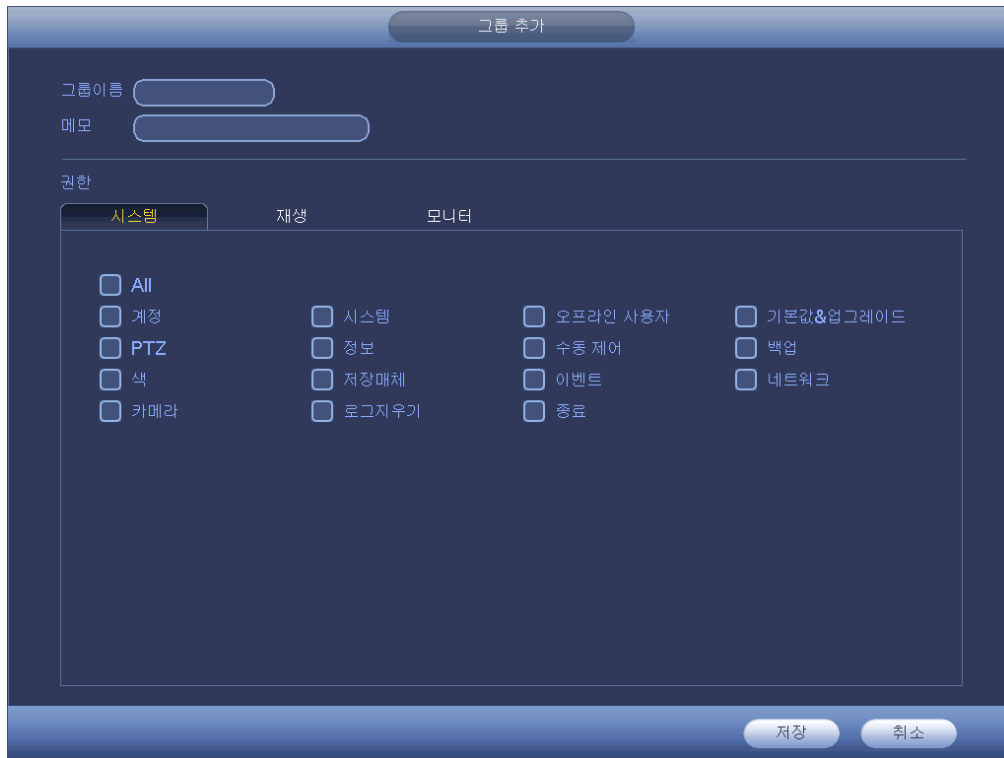 그룹 추가
그룹이름
메모
권한
시스템 재생 모니터
All
계정 시스템 오프라인 사용자 기본값&업그레이드
PTZ 정보 수동 제어 백업
색 저장매체 이벤트 네트워크
카메라 로그지우기 종료
저장 취소